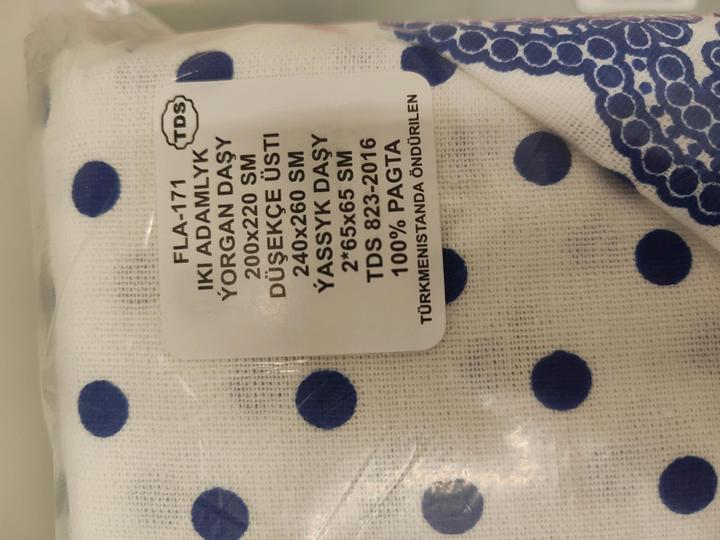 TDS
FLA-171
IKI ADAMLYK
ÝORGAN DAŞY
200x220 SM
DÜŞEKÇE ÜSTI
240x260 SM
ÝASSYK DAŞY
2*65x65 SM
TDS 823-2016
100% PAGTA
TÜRKMENISTANDA ÖNDÜRILEN